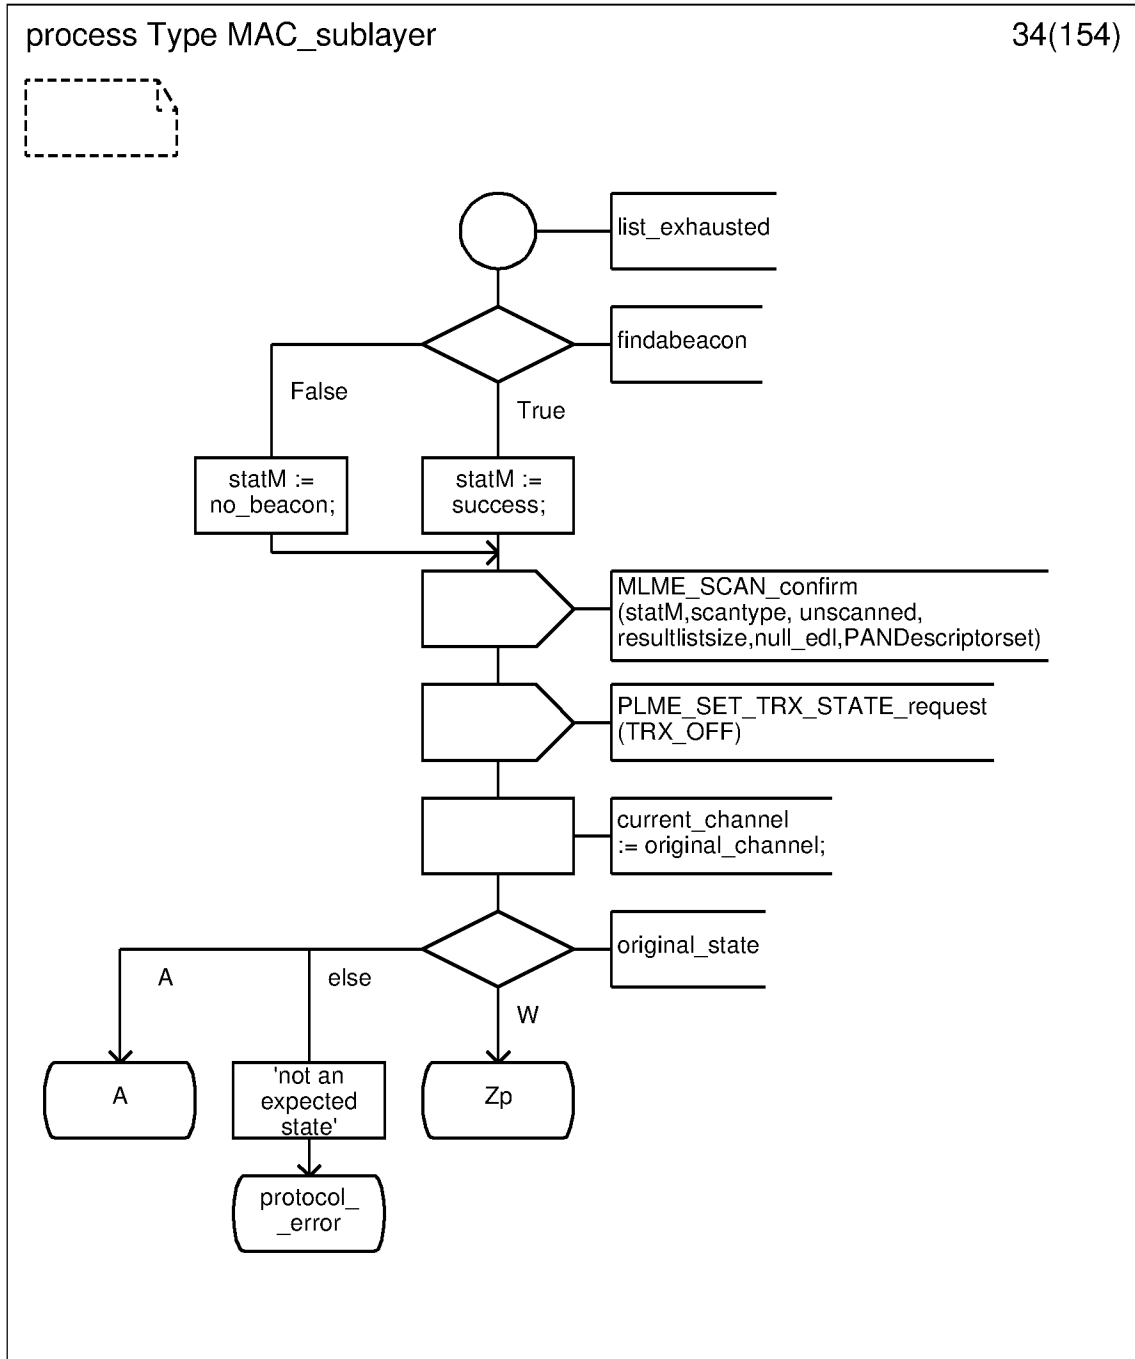 process Type MAC_sublayer
34(154)
list_exhausted
findabeacon
False
True
statM :=
no_beacon;
statM :=
success;
MLME_SCAN_confirm
(statM,scantype, unscanned,
resultlistsize,null_edl,PANDescriptorset)
PLME_SET_TRX_STATE_request
(TRX_OFF)
current_channel
:= original_channel;
original_state
A
else
W
A
'not an
expected
state'
Zp
protocol_
_error